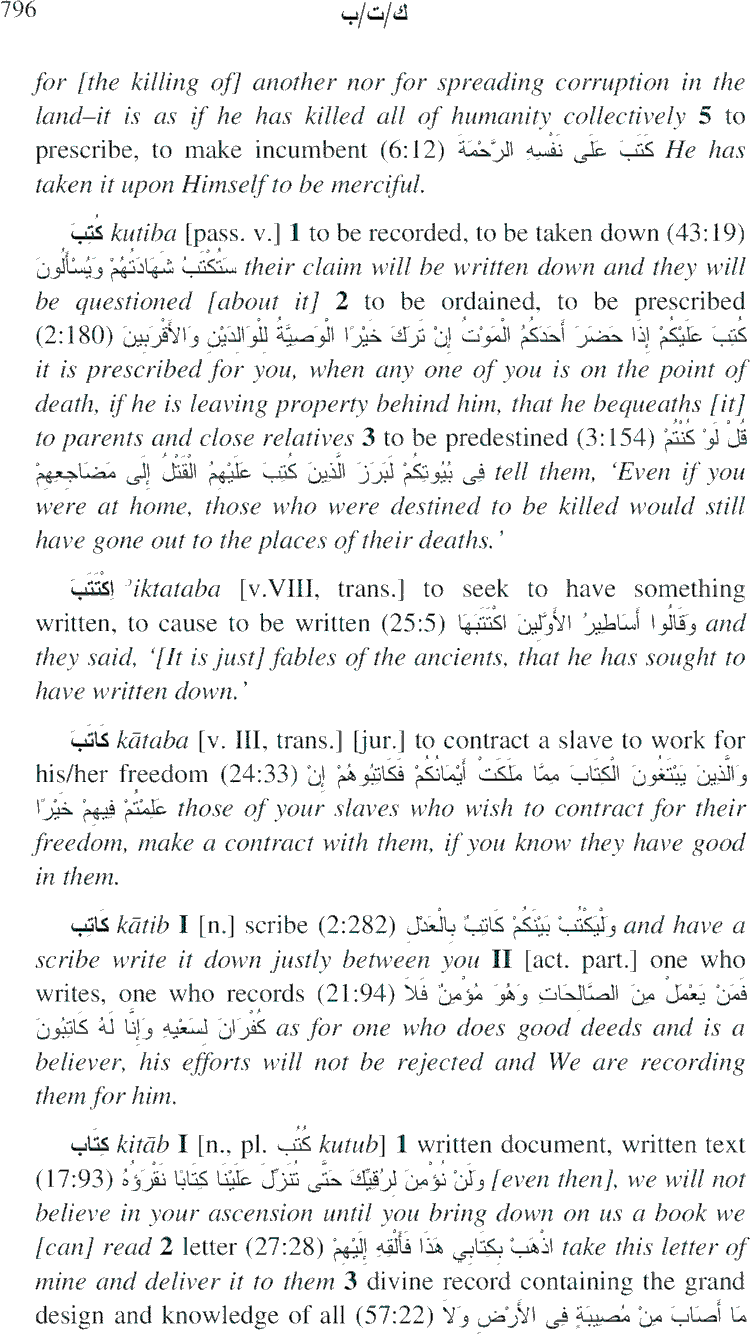 796
ك/ت/ب
for [the killing of] another nor for spreading corruption in the
land–it is as if he has killed all of humanity collectively 5 to
prescribe, to make incumbent (6:12) كَتَبَ عَلَى نَفْسِهِ الرَّحْمَةَ He has
taken it upon Himself to be merciful.
كُتِبَ kutiba [pass. v.] 1 to be recorded, to be taken down (43:19)
سَتُكْتَبُ شَهَادَتُهُمْ وَيُسْأَلُونَ their claim will be written down and they will
be questioned [about it] 2 to be ordained, to be prescribed
(2:180) كُتِبَ عَلَيْكُمْ إِذَا حَضَرَ أَحَدَكُمُ الْمَوْتُ إِنْ تَرَكَ خَيْرًا الْوَصِيَّةُ لِلْوَالِدَيْنِ وَالأَقْرَبِينَ
it is prescribed for you, when any one of you is on the point of
death, if he is leaving property behind him, that he bequeaths [it]
to parents and close relatives 3 to be predestined (3:154) قُلْ لَوْ كُنْتُمْ
فِى بُيُوتِكُمْ لَبَرَزَ الَّذِينَ كُتِبَ عَلَيْهِمُ الْقَتْلُ إِلَى مَضَاجِعِهِمْ tell them, ‘Even if you
were at home, those who were destined to be killed would still
have gone out to the places of their deaths.’
اِكْتَتَبَ ʾiktataba [v.VIII, trans.] to seek to have something
written, to cause to be written (25:5) وَقَالُوا أَسَاطِيرُ الأَوَّلِينَ اكْتَتَبَهَا and
they said, ‘[It is just] fables of the ancients, that he has sought to
have written down.’
كَاتَبَ kātaba [v. III, trans.] [jur.] to contract a slave to work for
his/her freedom (24:33) وَالَّذِينَ يَبْتَغُونَ الْكِتَابَ مِمَّا مَلَكَتْ أَيْمَانُكُمْ فَكَاتِبُوهُمْ إِنْ
عَلِمْتُمْ فِيهِمْ خَيْرًا those of your slaves who wish to contract for their
freedom, make a contract with them, if you know they have good
in them.
كَاتِب kātib I [n.] scribe (2:282) وَلْيَكْتُبْ بَيْنَكُمْ كَاتِبٌ بِالْعَدْلِ and have a
scribe write it down justly between you II [act. part.] one who
writes, one who records (21:94) فَمَنْ يَعْمَلْ مِنَ الصَّالِحَاتِ وَهُوَ مُؤْمِنٌ فَلاَ
كُفْرَانَ لِسَعْيِهِ وَإِنَّا لَهُ كَاتِبُونَ as for one who does good deeds and is a
believer, his efforts will not be rejected and We are recording
them for him.
كِتَاب kitāb I [n., pl. كُتُب kutub] 1 written document, written text
(17:93) وَلَنْ نُؤْمِنَ لِرُقِيِّكَ حَتَّى تُنَزِّلَ عَلَيْنَا كِتَابًا نَقْرَؤُهُ [even then], we will not
believe in your ascension until you bring down on us a book we
[can] read 2 letter (27:28) اذْهَبْ بِكِتَابِي هَذَا فَأَلْقِهِ إِلَيْهِمْ take this letter of
mine and deliver it to them 3 divine record containing the grand
design and knowledge of all (57:22) مَا أَصَابَ مِنْ مُصِيبَةٍ فِى الأَرْضِ وَلاَ